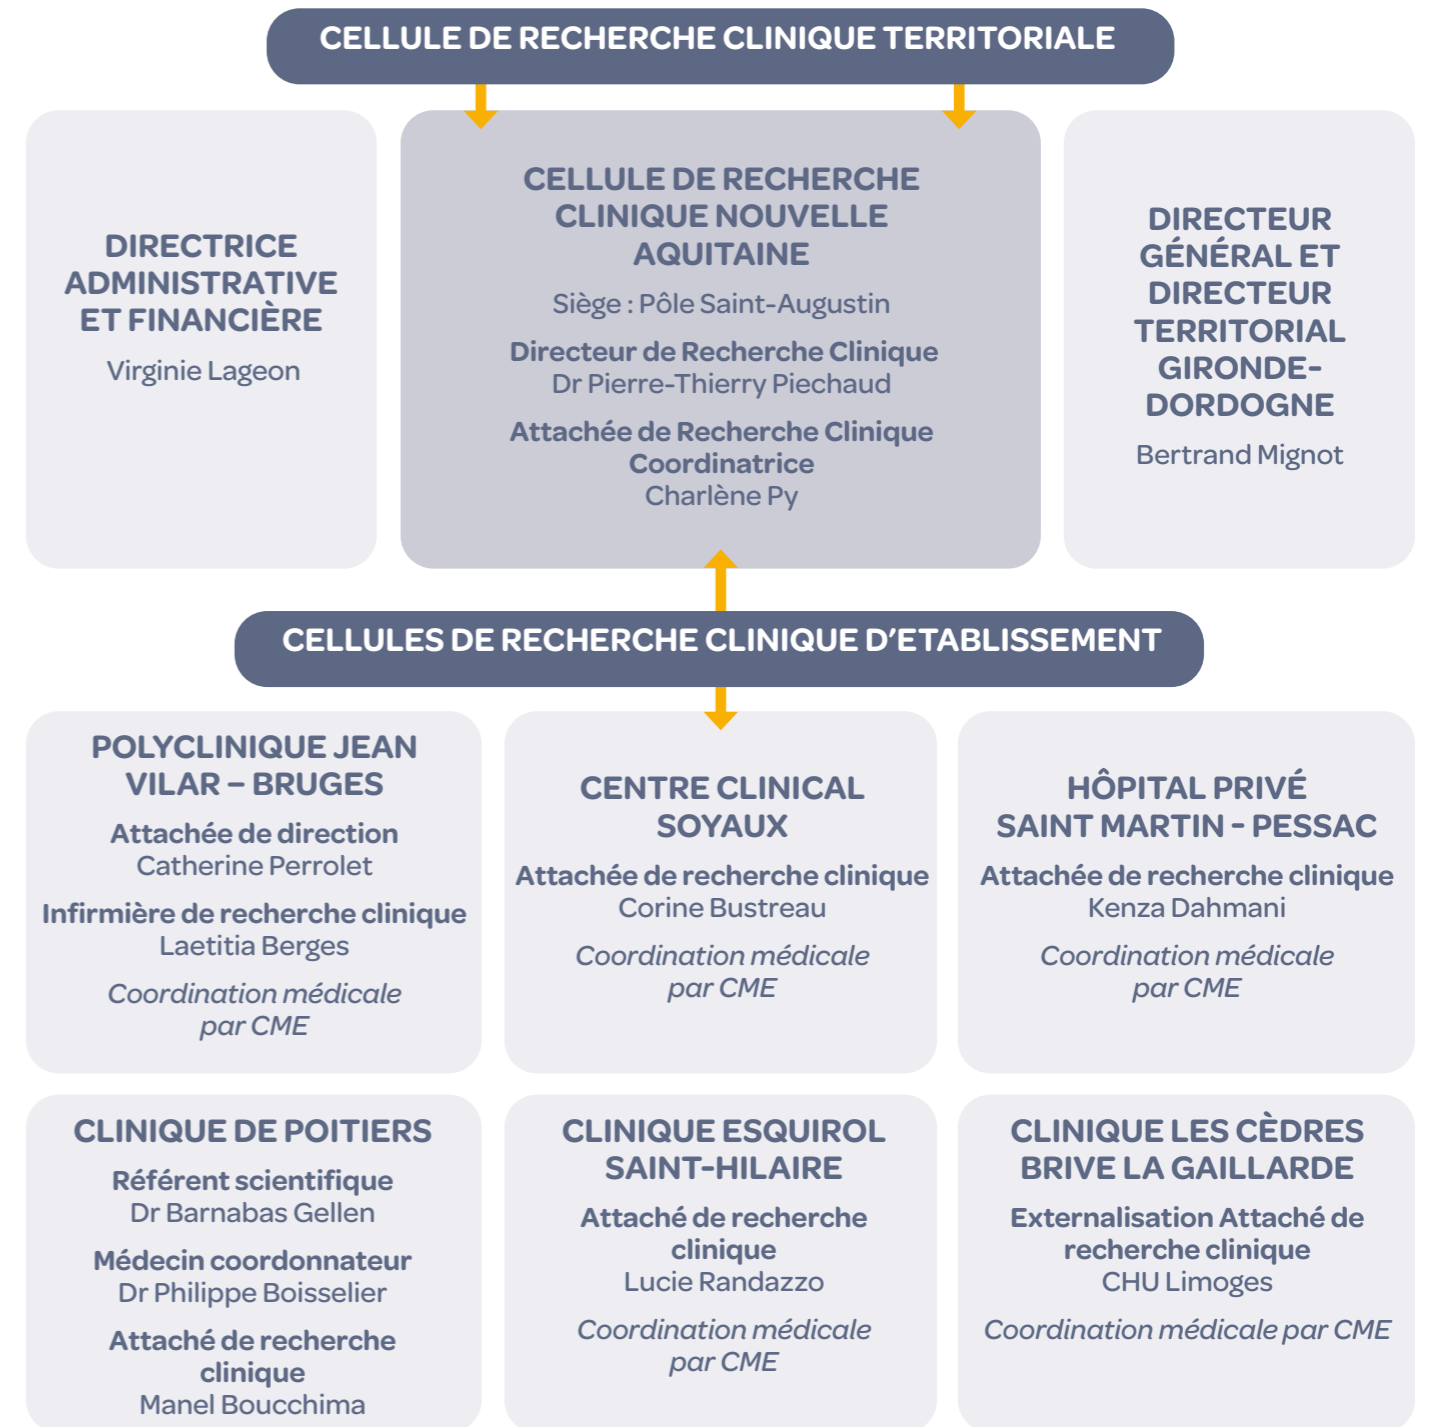 CELLULE DE RECHERCHE CLINIQUE TERRITORIALE
DIRECTRICE
ADMINISTRATIVE
ET FINANCIÈRE
Virginie Lageon
CELLULE DE RECHERCHE
CLINIQUE NOUVELLE
AQUITAINE
Siège : Pôle Saint-Augustin
Directeur de Recherche Clinique
Dr Pierre-Thierry Piechaud
Attachée de Recherche Clinique
Coordinatrice
Charlène Py
DIRECTEUR
GÉNÉRAL ET
DIRECTEUR
TERRITORIAL
GIRONDE-
DORDOGNE
Bertrand Mignot
CELLULES DE RECHERCHE CLINIQUE D’ETABLISSEMENT
POLYCLINIQUE JEAN
VILAR – BRUGES
Attachée de direction
Catherine Perrolet
Infirmière de recherche clinique
Laetitia Berges
Coordination médicale
par CME
CENTRE CLINICAL
SOYAUX
Attachée de recherche clinique
Corine Bustreau
Coordination médicale
par CME
HÔPITAL PRIVÉ
SAINT MARTIN - PESSAC
Attachée de recherche clinique
Kenza Dahmani
Coordination médicale
par CME
CLINIQUE DE POITIERS
Référent scientifique
Dr Barnabas Gellen
Médecin coordonnateur
Dr Philippe Boisselier
Attaché de recherche
clinique
Manel Boucchima
CLINIQUE ESQUIROL
SAINT-HILAIRE
Attaché de recherche
clinique
Lucie Randazzo
Coordination médicale
par CME
CLINIQUE LES CÈDRES
BRIVE LA GAILLARDE
Externalisation Attaché de
recherche clinique
CHU Limoges
Coordination médicale par CME